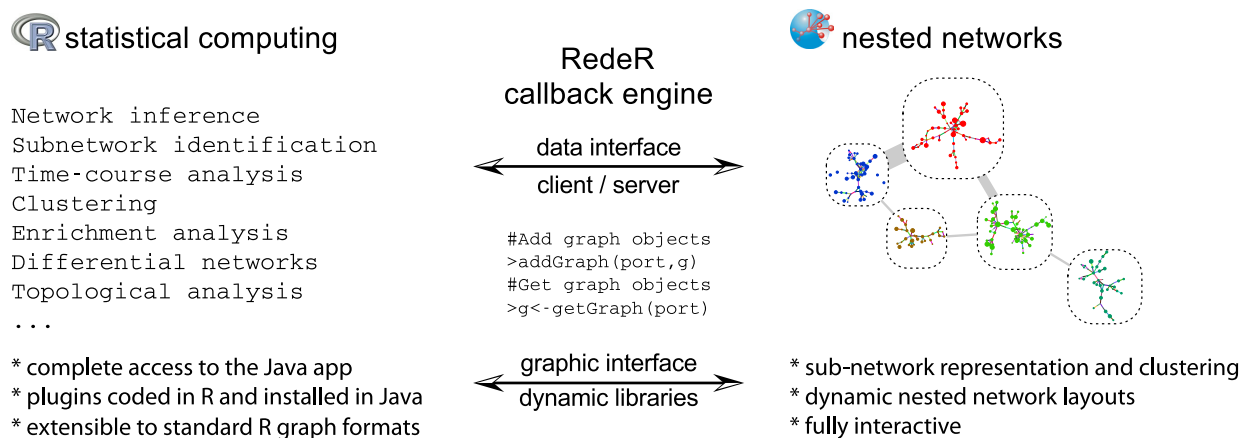 R statistical computing
Network inference
Subnetwork identification
Time-course analysis
Clustering
Enrichment analysis
Differential networks
Topological analysis
...
* complete access to the Java app
* plugins coded in R and installed in Java
* extensible to standard R graph formats
RedeR
callback engine
data interface
client / server
#Add graph objects
>addGraph(port,g)
#Get graph objects
>g<-getGraph(port)
graphic interface
dynamic libraries
nested networks
* sub-network representation and clustering
* dynamic nested network layouts
* fully interactive